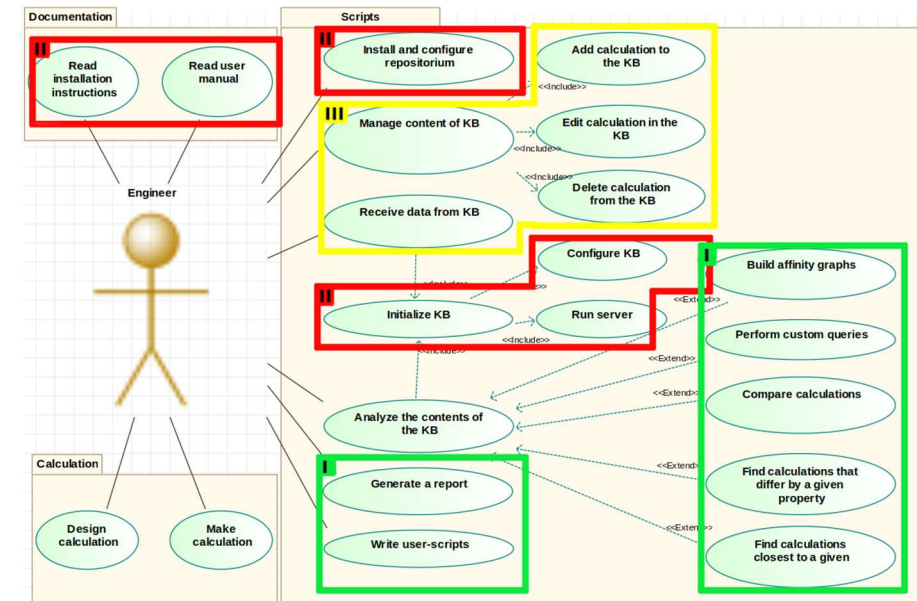 Documentation
Scripts
II
Read
installation
instructions
Read user
manual
II
Install and configure
repositorium
Add calculation to
the KB
<<Include>>
III
Manage content of KB
Edit calculation in the
KB
<<Include>>
<<Include>>
Delete calculation
from the KB
Engineer
Receive data from KB
Configure KB
I
Build affinity graphs
II
Initialize KB
Run server
<<Extend>>
<<Include>>
<<Include>>
Perform custom queries
<<Extend>>
Compare calculations
<<Extend>>
Analyze the contents of
the KB
Calculation
I
Generate a report
<<Extend>>
Find calculations that
differ by a given
property
Design
calculation
Make
calculation
Write user-scripts
<<Extend>>
Find calculations
closest to a given